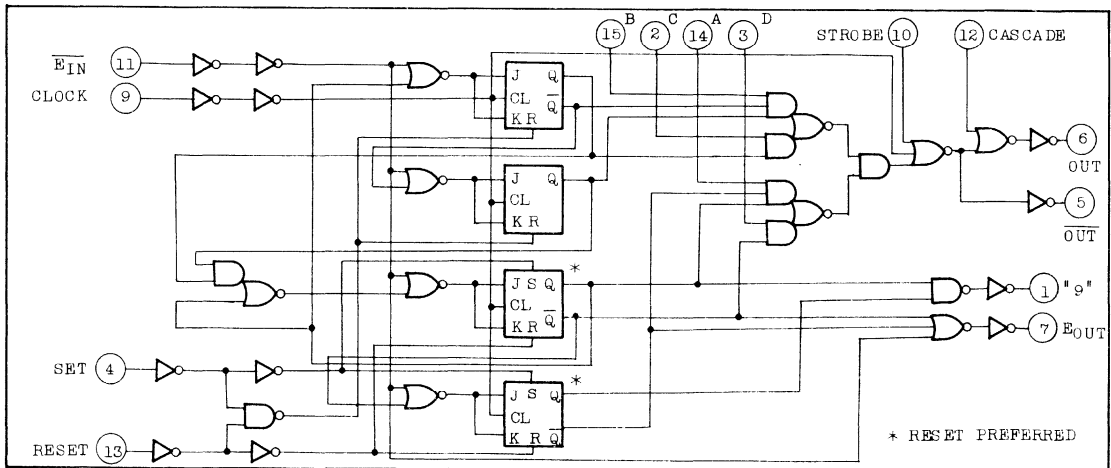 B C A D
15 2 14 3 STROBE 10 12 CASCADE
E̅I̅N̅ 11
CLOCK 9
J Q
CL Q̅
K R
6
OUT
J Q
CL
K R
5
O̅U̅T̅
*
J S Q
CL
K R Q̅
1 "9"
7 EOUT
SET 4
*
J S Q
CL
K R Q̅
RESET 13
* RESET PREFERRED